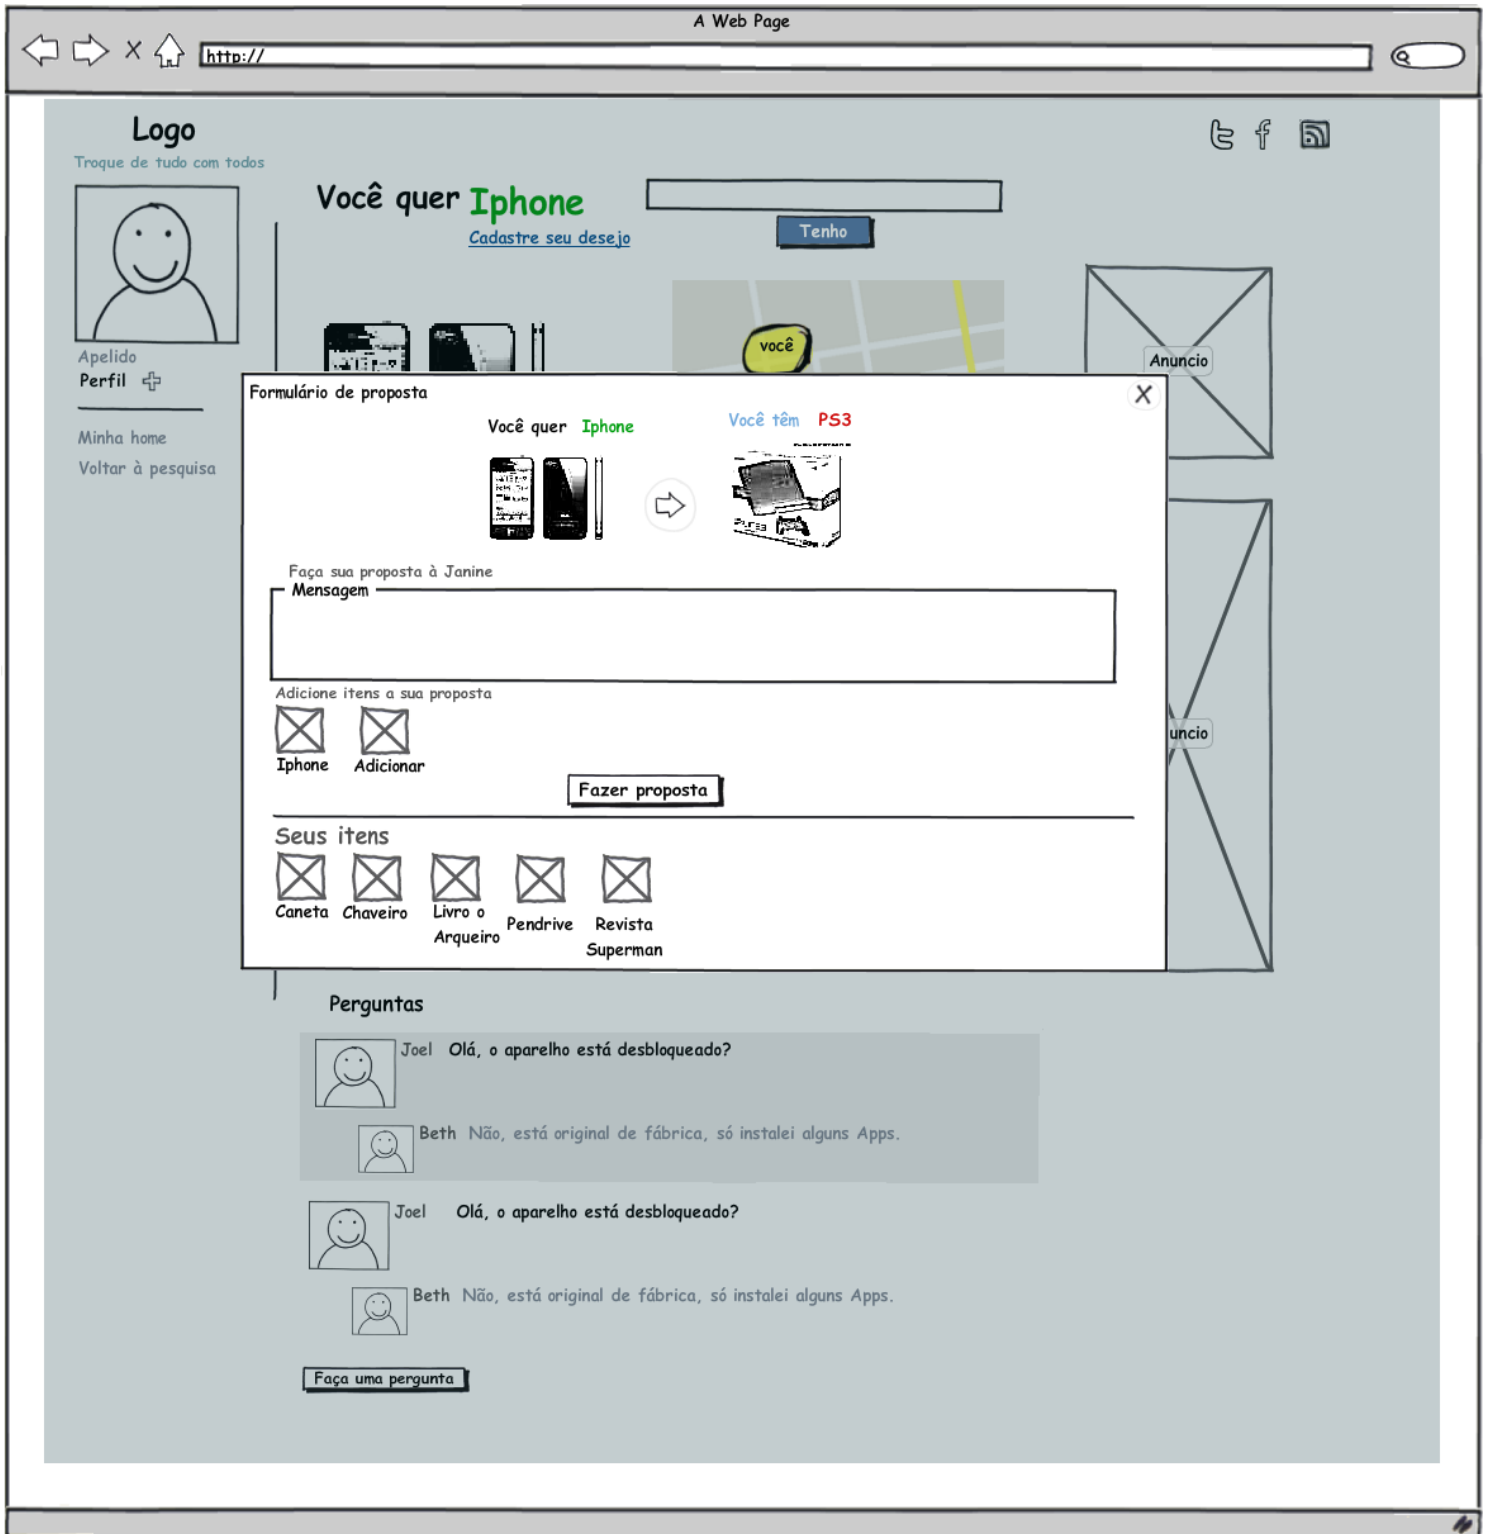 A Web Page
http://
Logo
Troque de tudo com todos
Você quer Iphone
Cadastre seu desejo
Tenho
você
Anuncio
Apelido
Perfil
Minha home
Voltar à pesquisa
Formulário de proposta
X
Você quer Iphone
Você têm PS3
Faça sua proposta à Janine
Mensagem
Adicione itens a sua proposta
Iphone
Adicionar
uncio
Fazer proposta
Seus itens
Caneta
Chaveiro
Livro o
Arqueiro
Pendrive
Revista
Superman
Perguntas
Joel Olá, o aparelho está desbloqueado?
Beth Não, está original de fábrica, só instalei alguns Apps.
Joel Olá, o aparelho está desbloqueado?
Beth Não, está original de fábrica, só instalei alguns Apps.
Faça uma pergunta